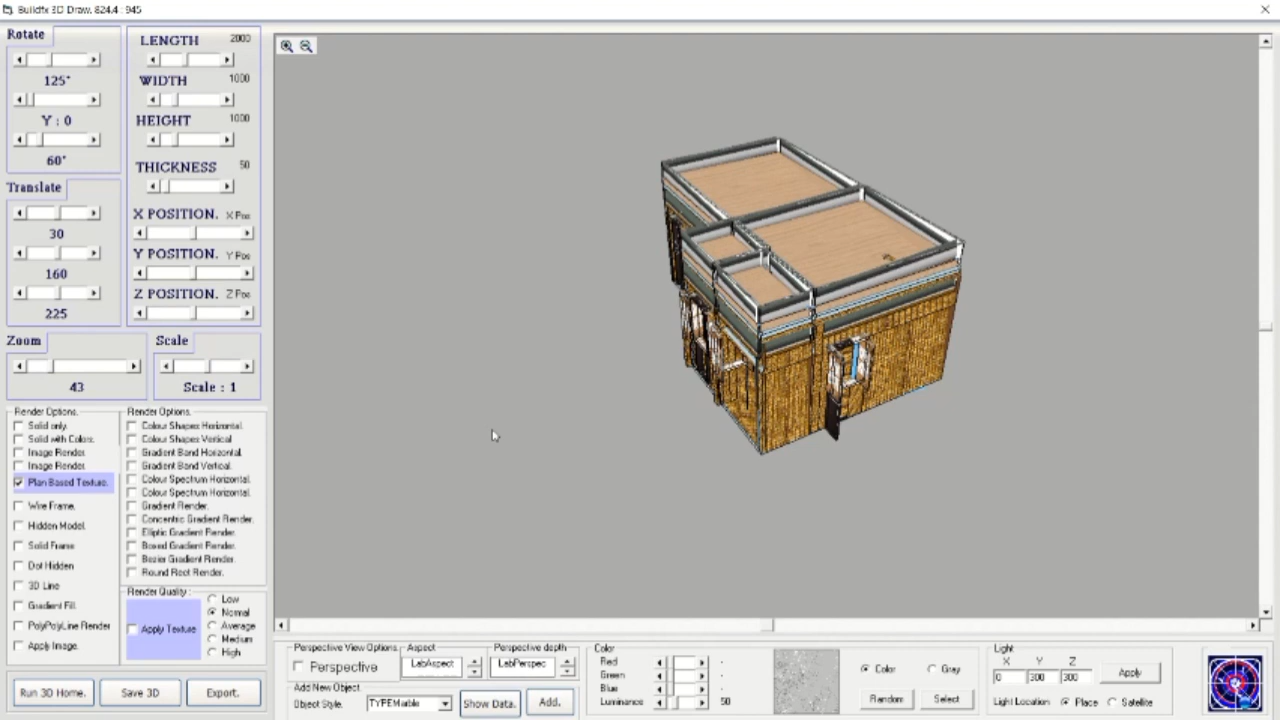 Buildfx 3D Draw. 824.4 : 945
Rotate
125°
Y : 0
60°
Translate
30
160
225
LENGTH 2000
WIDTH 1000
HEIGHT 1000
THICKNESS 50
X POSITION. X Pos
Y POSITION. Y Pos
Z POSITION. Z Pos
Zoom
43
Scale
Scale : 1
Render Options.
Solid only.
Solid with Colors.
Image Render.
Image Render.
Plan Based Texture.
Wire Frame.
Hidden Model.
Solid Frame
Dot Hidden
3D Line
Gradient Fill.
PolyPolyLine Render
Apply Image.
Render Options.
Colour Shapes Horizontal.
Colour Shapes Vertical
Gradient Band Horizontal.
Gradient Band Vertical.
Colour Spectrum Horizontal.
Colour Spectrum Horizontal.
Gradient Render.
Concentric Gradient Render.
Elliptic Gradient Render.
Boxed Gradient Render.
Bezier Gradient Render.
Round Rect Render.
Render Quality :
Apply Texture
Low
Normal
Average
Medium
High
Run 3D Home. Save 3D Export.
Perspective View Options.
Perspective
Aspect
LabAspect
Perspective depth
LabPerspec
Add New Object
Object Style. TYPEMarble Show Data. Add.
Color
Red
Green
Blue
Luminance 50
Color Gray
Random Select
Light
X Y Z
0 300 300 Apply
Light Location Place Satellite